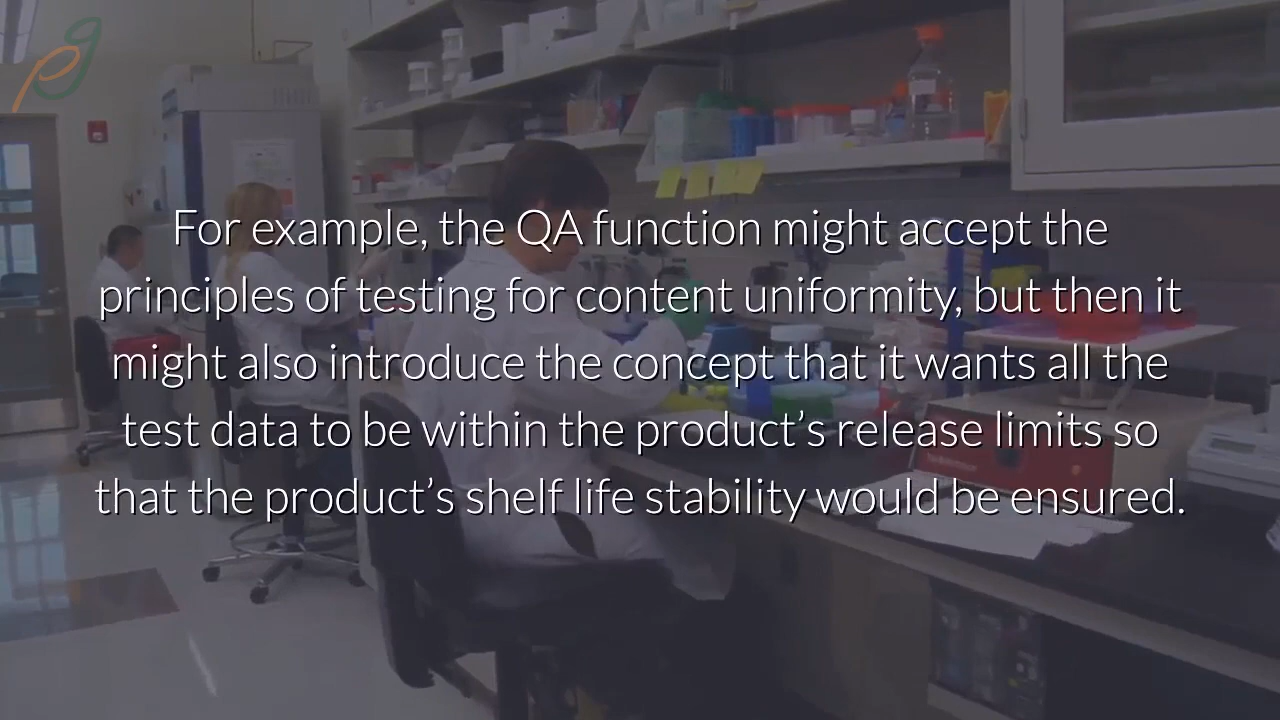 pg
For example, the QA function might accept the
principles of testing for content uniformity, but then it
might also introduce the concept that it wants all the
test data to be within the product’s release limits so
that the product’s shelf life stability would be ensured.